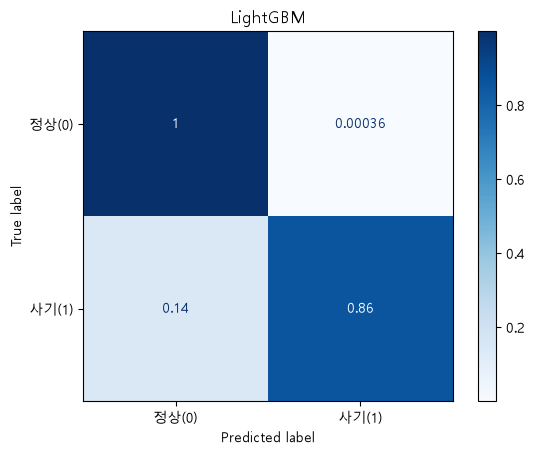 LightGBM
정상(0)
1
0.00036
사기(1)
0.14
0.86
True label
정상(0)
사기(1)
Predicted label
0.8
0.6
0.4
0.2